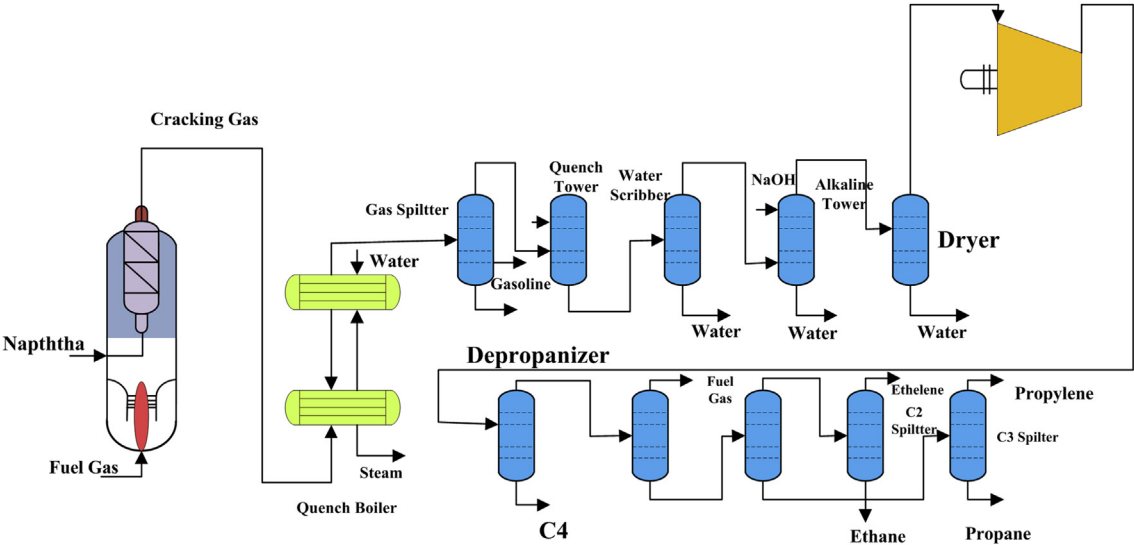 Cracking Gas
Quench
Tower
Water
Scribber
NaOH
Alkaline
Tower
Gas Spiltter
Dryer
Water
Gasoline
Napththa
Water
Water
Water
Depropanizer
Fuel
Gas
Ethelene
C2
Spiltter
Propylene
C3 Spilter
Fuel Gas
Steam
Quench Boiler
C4
Ethane
Propane